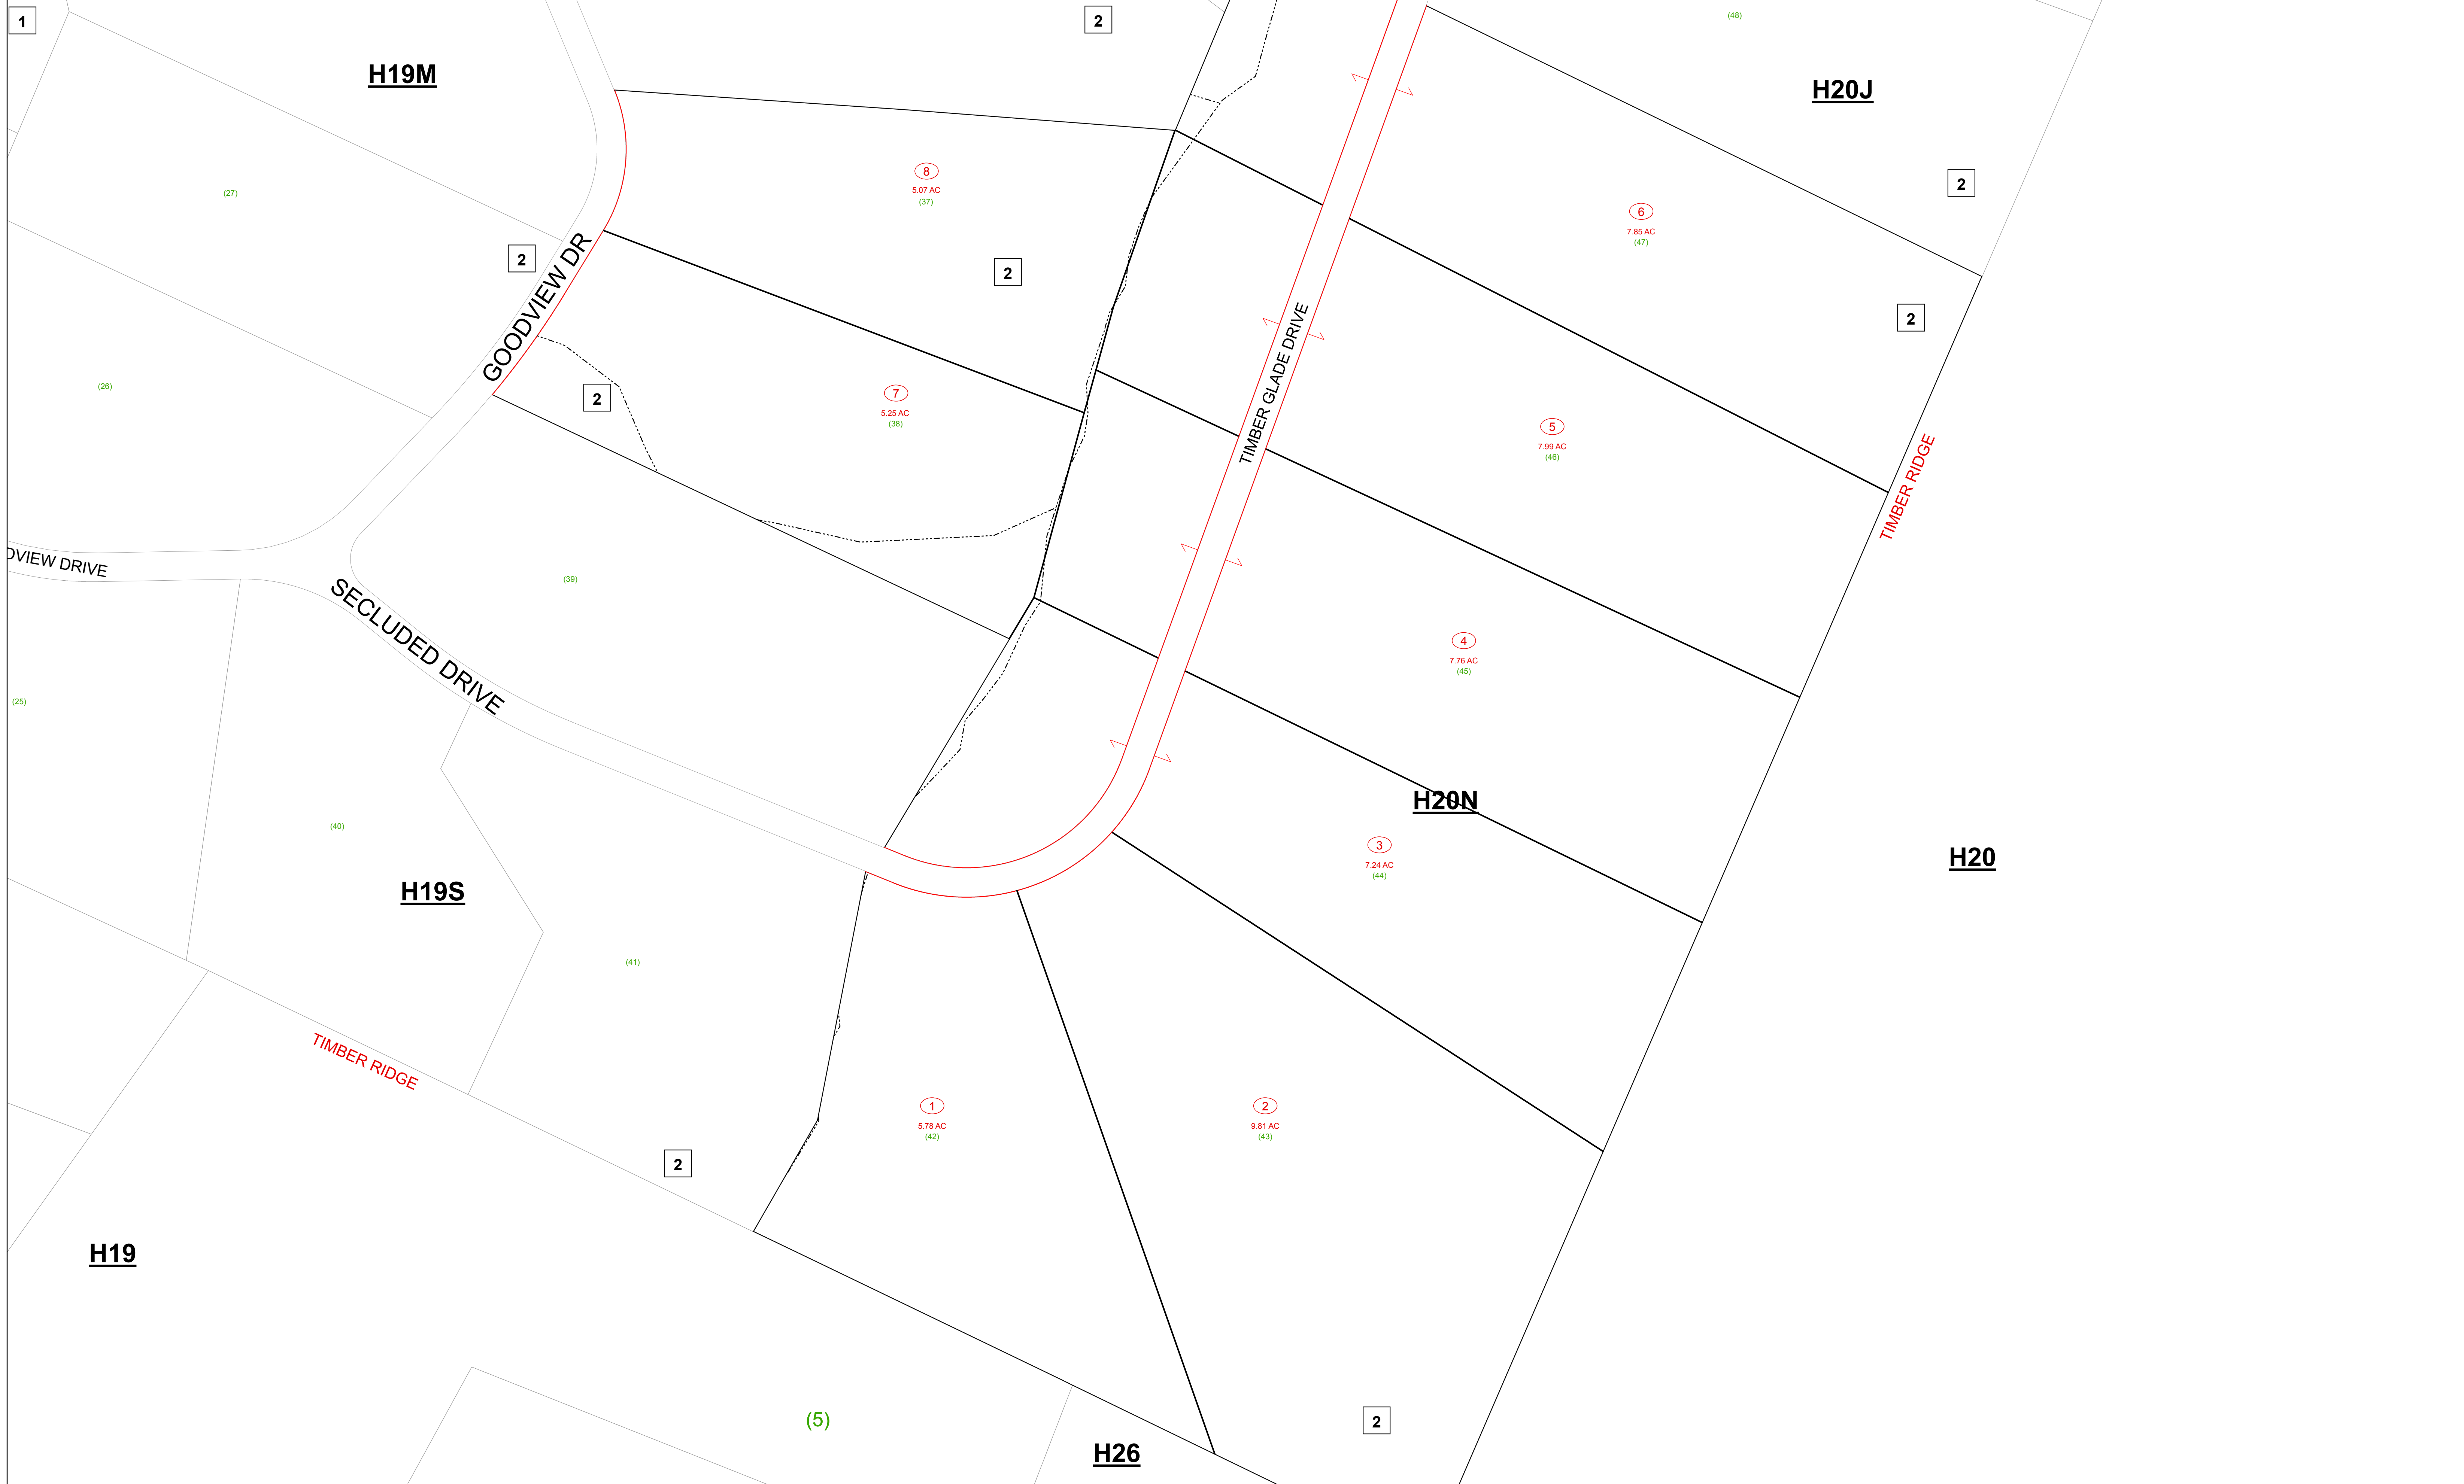 1
2
(48)
H19M
H20J
8
5.07 AC
(37)
2
(27)
6
7.85 AC
(47)
2
GOODVIEW DR
2
2
TIMBER GLADE DRIVE
(26)
2
7
5.25 AC
(38)
5
7.99 AC
(46)
TIMBER RIDGE
DVIEW DRIVE
(39)
SECLUDED DRIVE
4
7.76 AC
(45)
(25)
H20N
(40)
3
7.24 AC
(44)
H20
H19S
(41)
TIMBER RIDGE
1
5.78 AC
(42)
2
9.81 AC
(43)
2
H19
(5)
2
H26